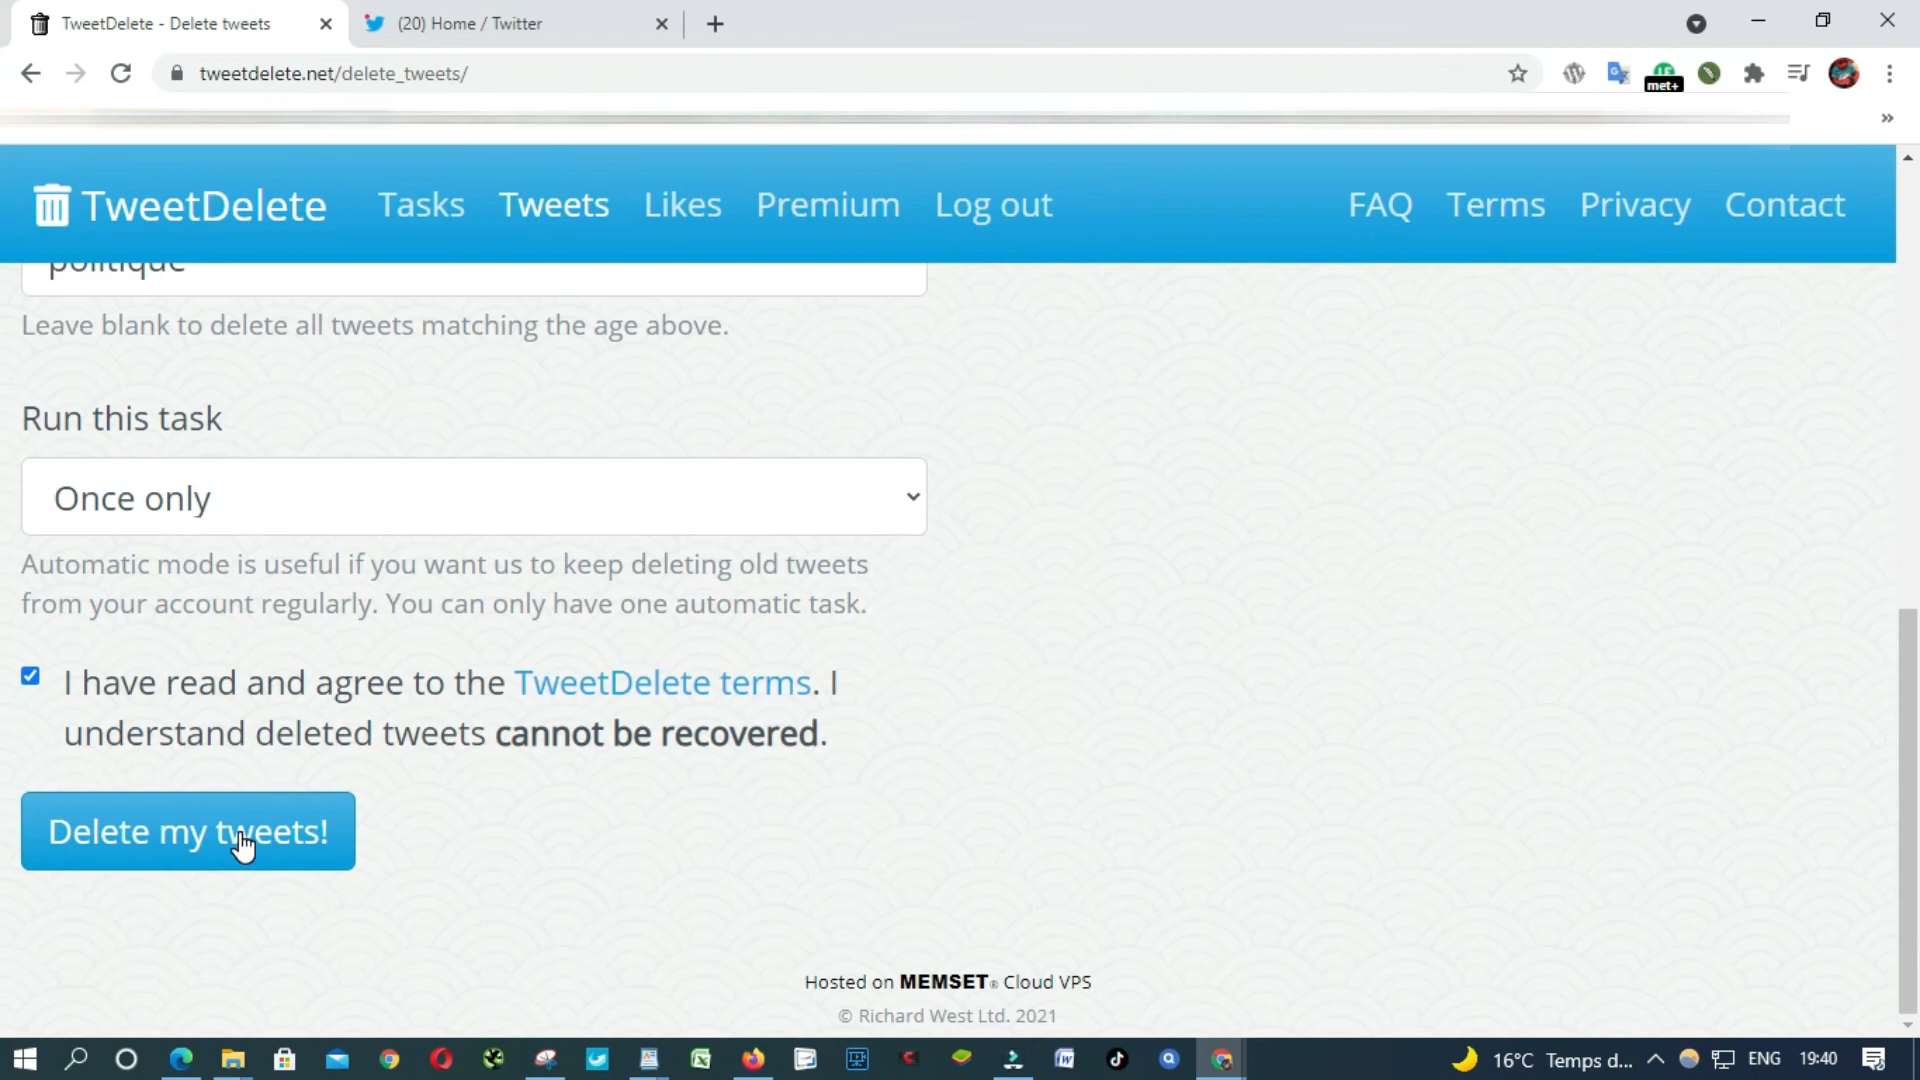 TweetDelete - Delete tweets
(20) Home / Twitter
tweetdelete.net/delete_tweets/
met+
TweetDelete Tasks Tweets Likes Premium Log out FAQ Terms Privacy Contact
politique
Leave blank to delete all tweets matching the age above.
Run this task
Once only
Automatic mode is useful if you want us to keep deleting old tweets
from your account regularly. You can only have one automatic task.
I have read and agree to the TweetDelete terms. I
understand deleted tweets cannot be recovered.
Delete my tweets!
Hosted on MEMSET® Cloud VPS
© Richard West Ltd. 2021
16°C Temps d... ENG 19:40